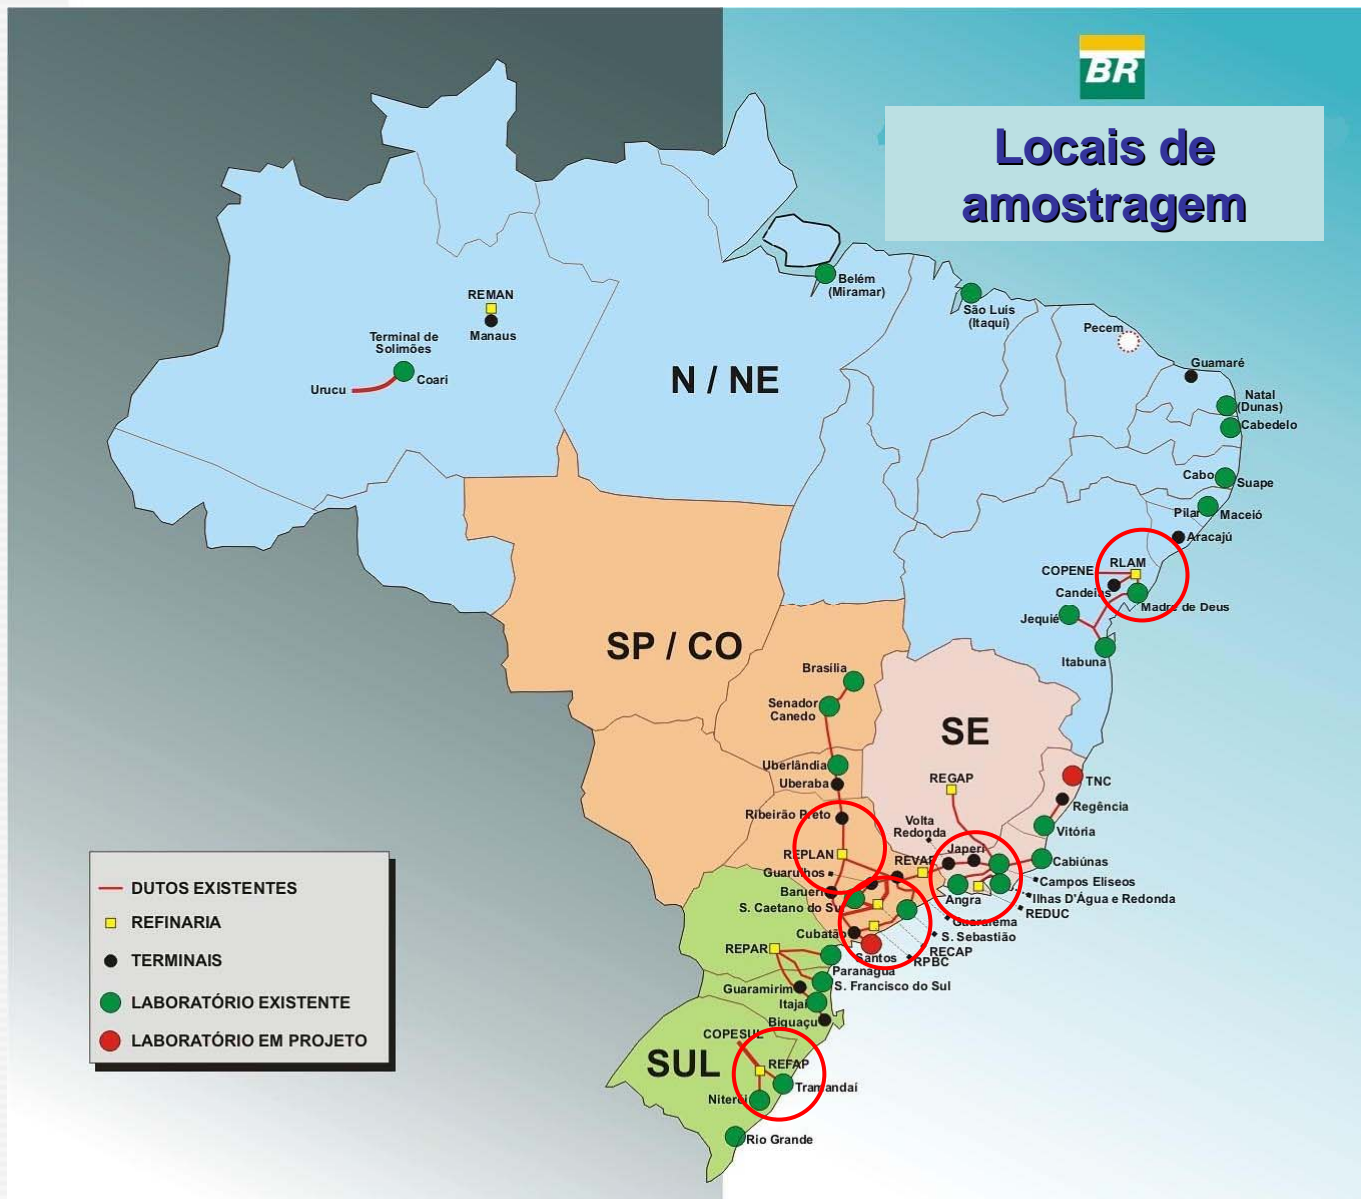 BR
Locais de
amostragem
Belém
(Miramar)
São Luis
(Itaquí)
Pecem
Guamaré
Natal
(Dunas)
Cabedelo
REMAN
Manaus
Terminal de
Solimões
Coari
Urucu
N / NE
Cabo
Suape
Pilar
Maceió
Aracajú
RLAM
COPENE
Candeias
Madre de Deus
Jequié
Itabuna
SP / CO
Brasília
Senador
Canedo
SE
Uberlândia
Uberaba
REGAP
TNC
Regência
Ribeirão Preto
Volta
Redonda
Vitória
Japeri
REPLAN
REVAP
Cabiúnas
Guarulhos
Campos Eliseos
Barueri
Angra
Ilhas D'Água e Redonda
S. Caetano do Sul
REDUC
Guararema
Cubatão
S. Sebastião
RECAP
Santos
RPBC
REPAR
Paranaguá
S. Francisco do Sul
Guaramirim
Itajaí
Biguaçu
COPESUL
SUL
REFAP
Tramandaí
Niterói
Rio Grande
DUTOS EXISTENTES
REFINARIA
TERMINAIS
LABORATÓRIO EXISTENTE
LABORATÓRIO EM PROJETO